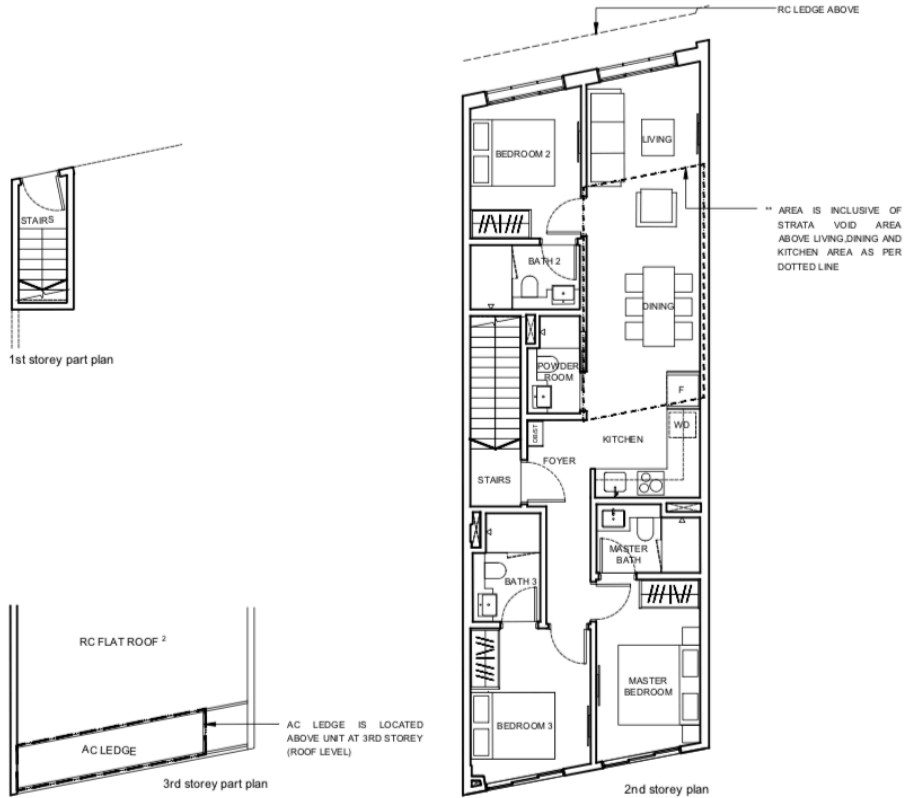 RC LEDGE ABOVE
LIVING
BEDROOM 2
STAIRS
** AREA IS INCLUSIVE OF
STRATA VOID AREA
ABOVE LIVING,DINING AND
KITCHEN AREA AS PER
DOTTED LINE
BATH 2
DINING
1st storey part plan
POWDER
ROOM
F
WD
DB/ST
KITCHEN
FOYER
STAIRS
MASTER
BATH
BATH 3
RC FLAT ROOF 2
MASTER
BEDROOM
AC LEDGE IS LOCATED
ABOVE UNIT AT 3RD STOREY
(ROOF LEVEL)
BEDROOM 3
AC LEDGE
3rd storey part plan
2nd storey plan